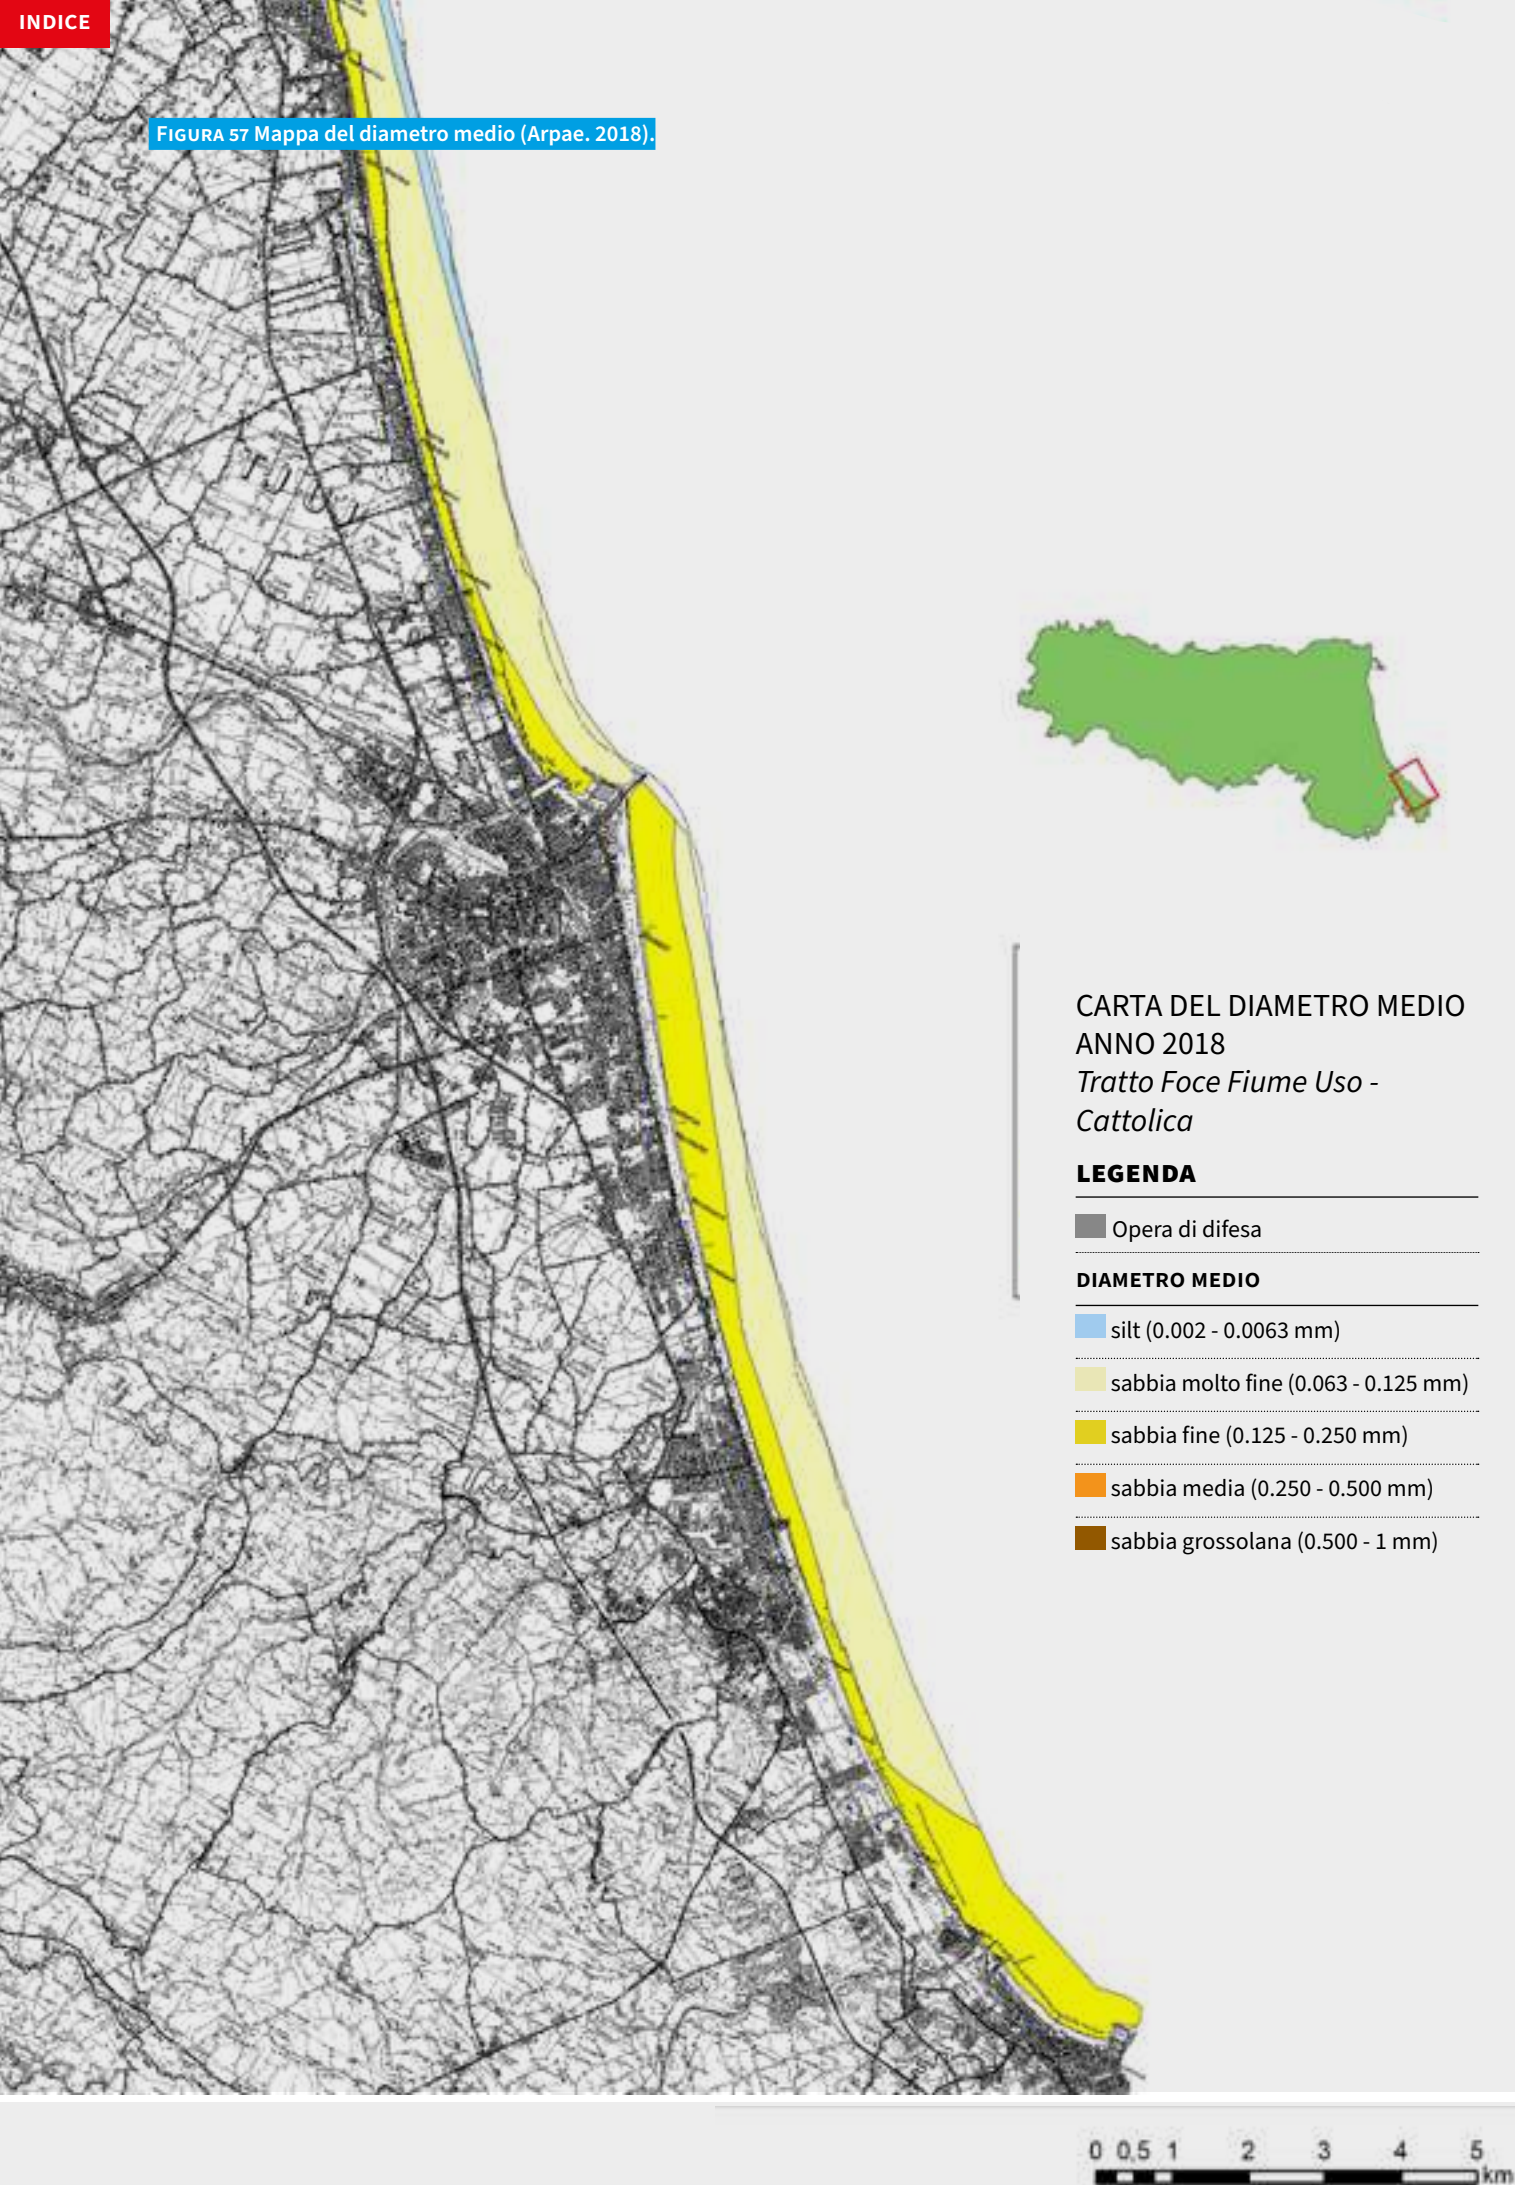 INDICE
FIGURA 57 Mappa del diametro medio (Arpae. 2018).
CARTA DEL DIAMETRO MEDIO
ANNO 2018
Tratto Foce Fiume Uso -
Cattolica
LEGENDA
Opera di difesa
DIAMETRO MEDIO
silt (0.002 - 0.0063 mm)
sabbia molto fine (0.063 - 0.125 mm)
sabbia fine (0.125 - 0.250 mm)
sabbia media (0.250 - 0.500 mm)
sabbia grossolana (0.500 - 1 mm)
0 0,5 1 2 3 4 5
km